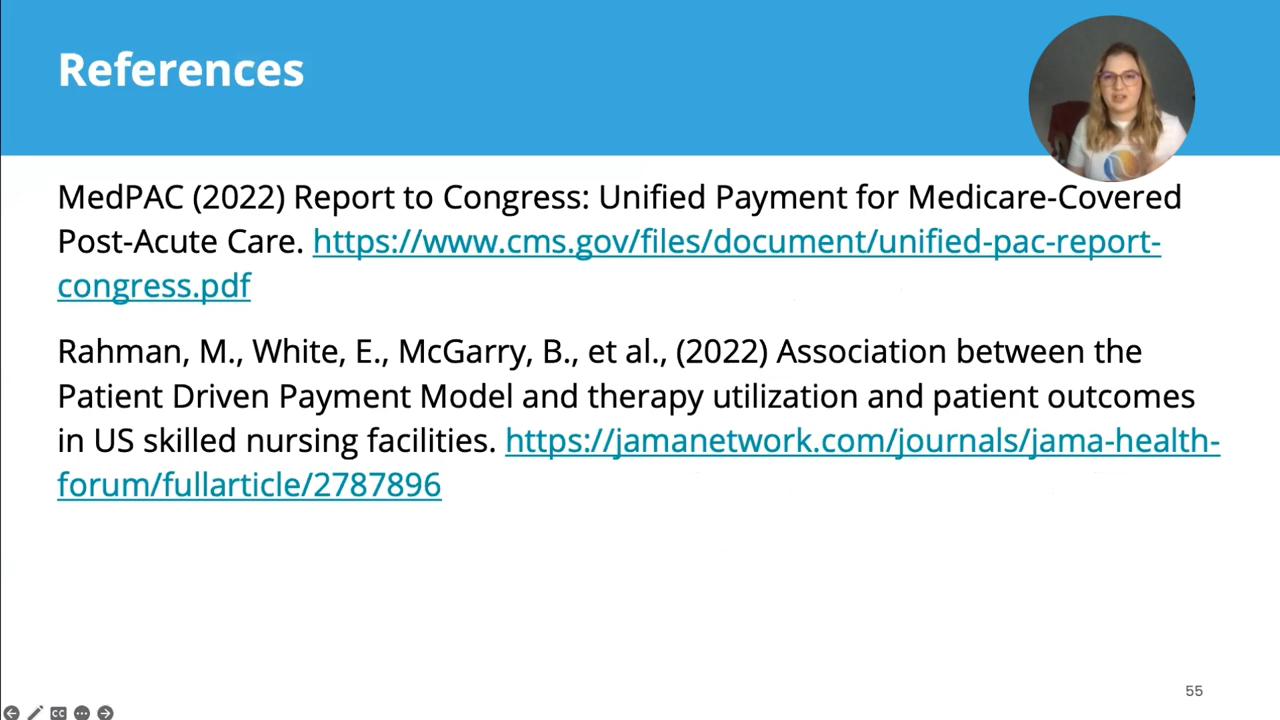 References
MedPAC (2022) Report to Congress: Unified Payment for Medicare-Covered
Post-Acute Care. https://www.cms.gov/files/document/unified-pac-report-
congress.pdf
Rahman, M., White, E., McGarry, B., et al., (2022) Association between the
Patient Driven Payment Model and therapy utilization and patient outcomes
in US skilled nursing facilities. https://jamanetwork.com/journals/jama-health-
forum/fullarticle/2787896
55
CC